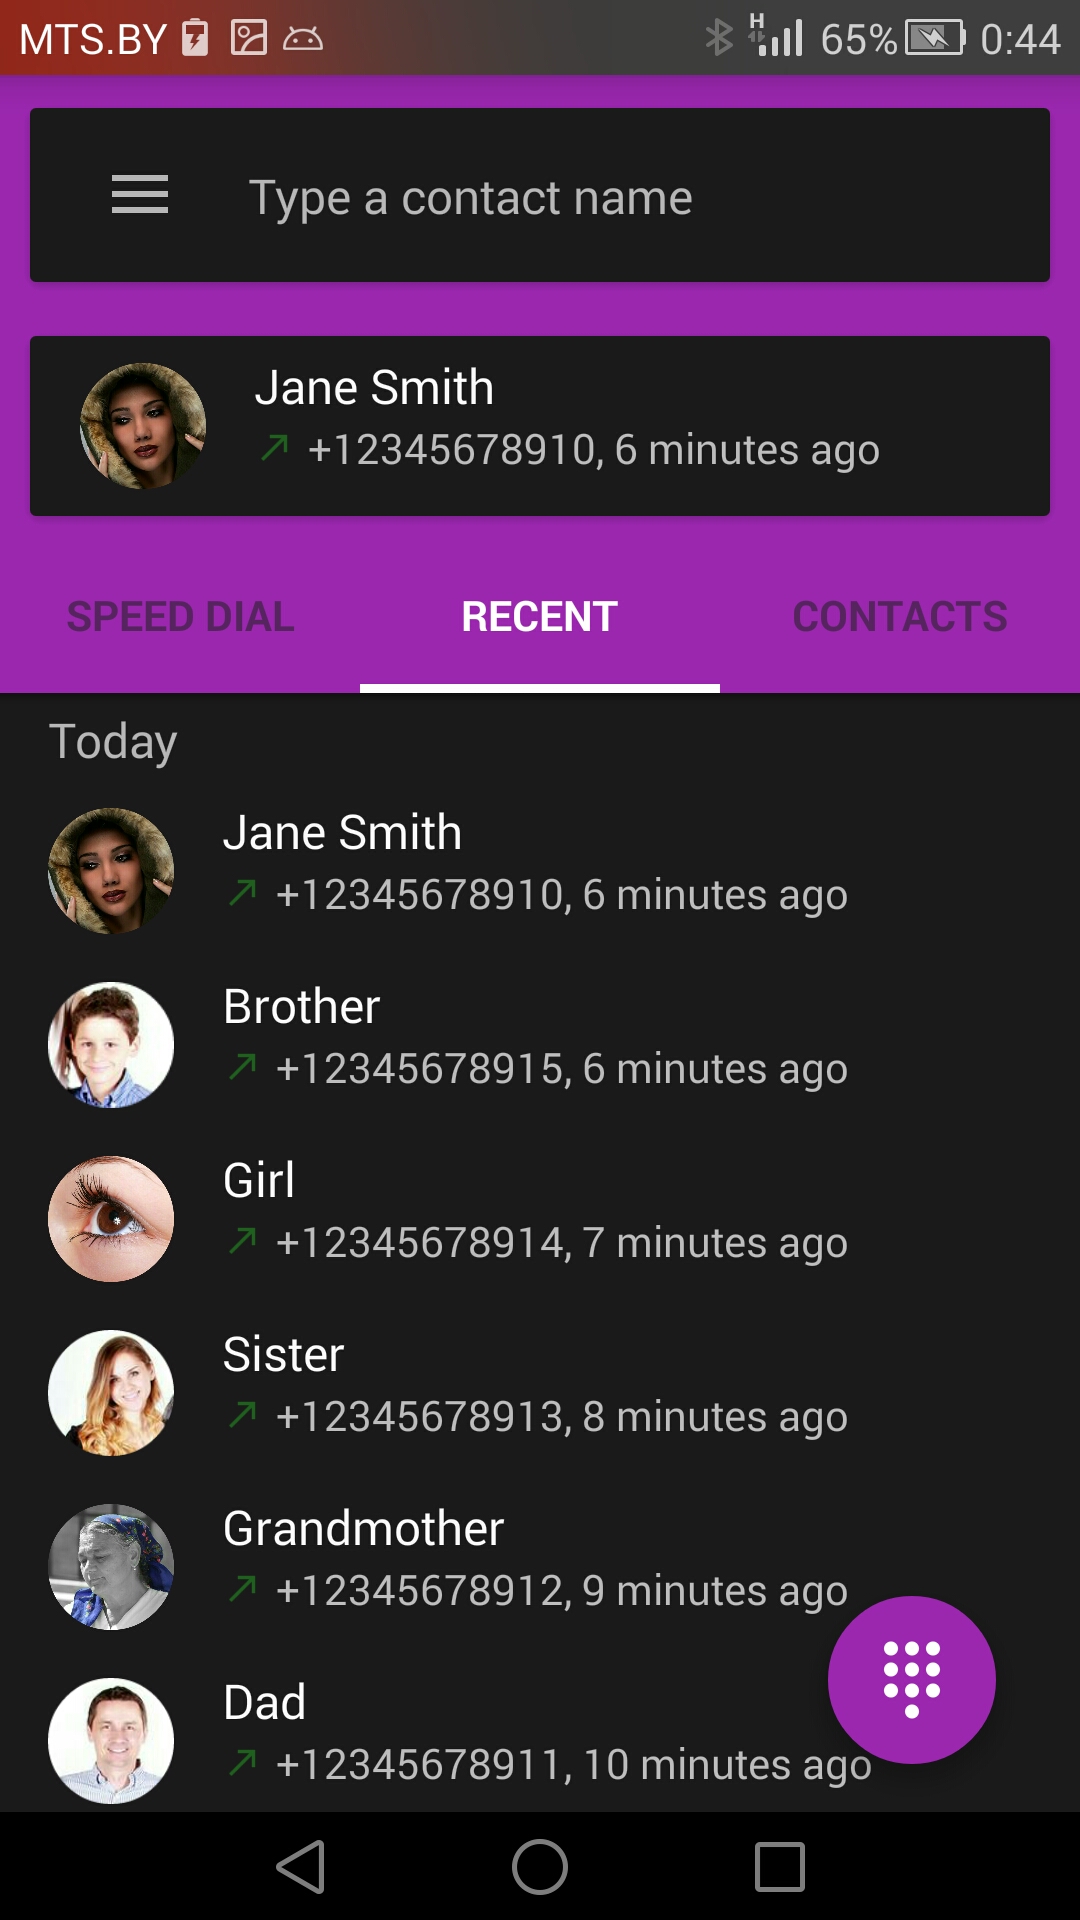 MTS.BY H 65% 0:44
Type a contact name
Jane Smith
+12345678910, 6 minutes ago
SPEED DIAL RECENT CONTACTS
Today
Jane Smith
+12345678910, 6 minutes ago
Brother
+12345678915, 6 minutes ago
Girl
+12345678914, 7 minutes ago
Sister
+12345678913, 8 minutes ago
Grandmother
+12345678912, 9 minutes ago
Dad
+12345678911, 10 minutes ago